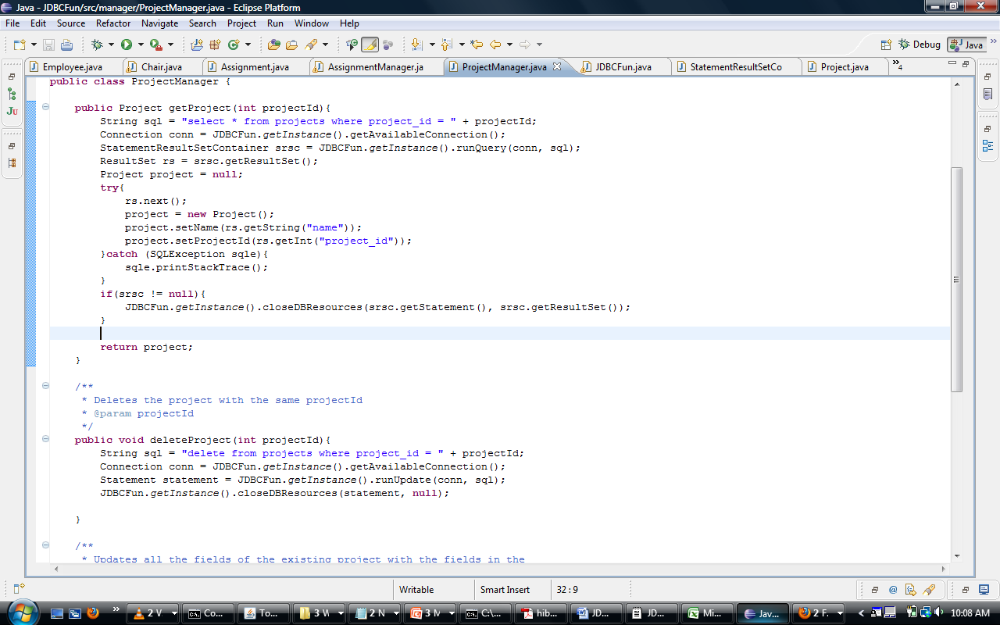 Java - JDBCFun/src/manager/ProjectManager.java - Eclipse Platform
File Edit Source Refactor Navigate Search Project Run Window Help
Debug Java
Employee.java Chair.java Assignment.java AssignmentManager.ja ProjectManager.java JDBCFun.java StatementResultSetCo Project.java »4
public class ProjectManager {
public Project getProject(int projectId){
String sql = "select * from projects where project_id = " + projectId;
Connection conn = JDBCFun.getInstance().getAvailableConnection();
StatementResultSetContainer srsc = JDBCFun.getInstance().runQuery(conn, sql);
ResultSet rs = srsc.getResultSet();
Project project = null;
try{
rs.next();
project = new Project();
project.setName(rs.getString("name"));
project.setProjectId(rs.getInt("project_id"));
}catch (SQLException sqle){
sqle.printStackTrace();
}
if(srsc != null){
JDBCFun.getInstance().closeDBResources(srsc.getStatement(), srsc.getResultSet());
}
return project;
}
/**
* Deletes the project with the same projectId
* @param projectId
*/
public void deleteProject(int projectId){
String sql = "delete from projects where project_id = " + projectId;
Connection conn = JDBCFun.getInstance().getAvailableConnection();
Statement statement = JDBCFun.getInstance().runUpdate(conn, sql);
JDBCFun.getInstance().closeDBResources(statement, null);
}
/**
* Updates all the fields of the existing project with the fields in the
Writable Smart Insert 32 : 9
» 2 V Co... To... 3 W 2 N 3 M C:\... hib... JD... JD... Mi... Jav... 2 F. < 10:08 AM